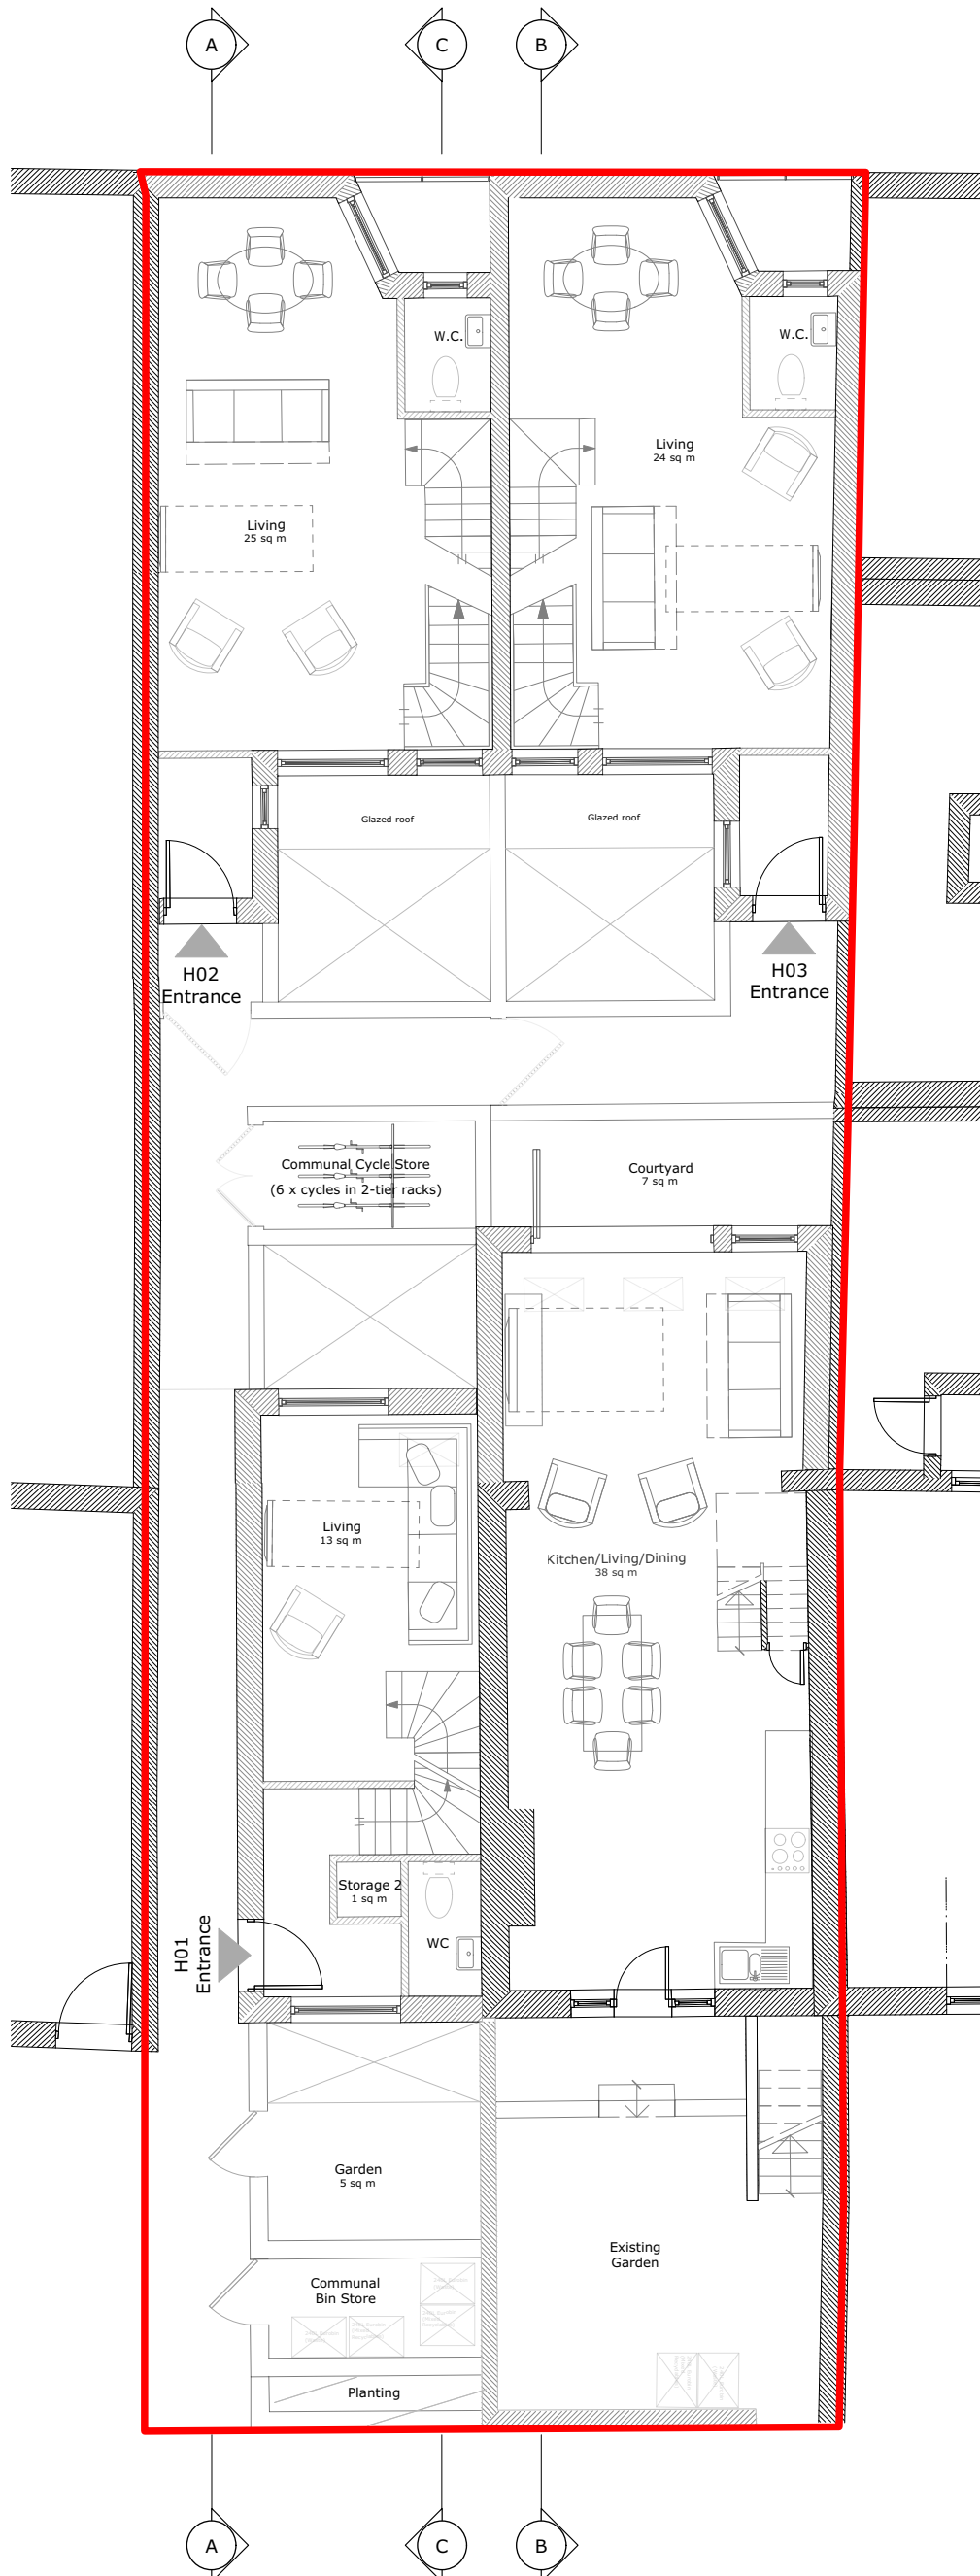 A
C
B
W.C.
W.C.
Living
24 sq m
Living
25 sq m
Glazed roof
Glazed roof
H02
Entrance
H03
Entrance
Communal Cycle Store
(6 x cycles in 2-tier racks)
Courtyard
7 sq m
Living
13 sq m
Kitchen/Living/Dining
38 sq m
Storage 2
1 sq m
WC
H01
Entrance
Garden
5 sq m
Existing
Garden
Communal
Bin Store
Planting
A
C
B